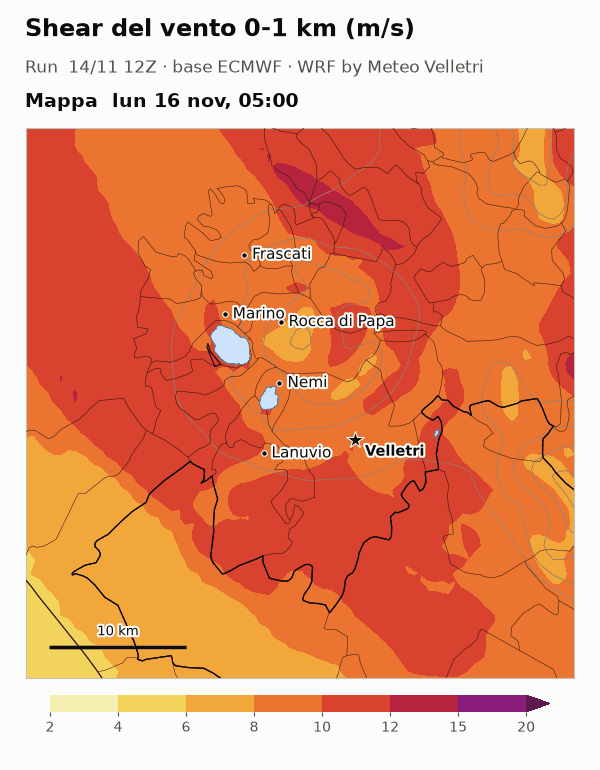 Shear del vento 0-1 km (m/s)
Run  14/11 12Z · base ECMWF · WRF by Meteo Velletri
Mappa  lun 16 nov, 05:00
Frascati
Marino
Rocca di Papa
Nemi
Velletri
Lanuvio
10 km
2 4 6 8 10 12 15 20